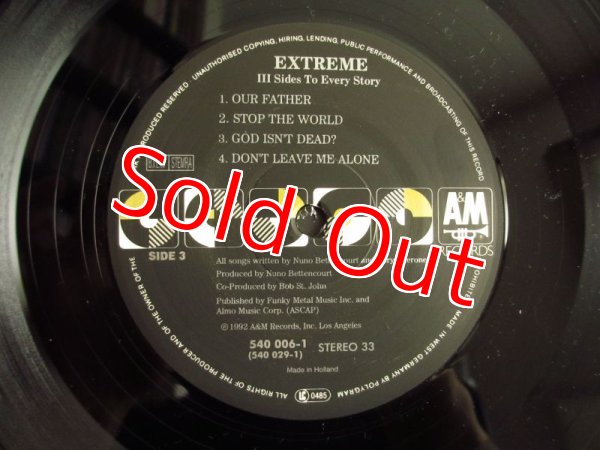 UNAUTHORISED COPYING, HIRING, LENDING, PUBLIC PERFORMANCE AND BROADCASTING OF THIS RECORD
EXTREME
III Sides To Every Story
1. OUR FATHER
2. STOP THE WORLD
3. GOD ISN'T DEAD?
4. DON'T LEAVE ME ALONE
STEMRA
Sold Out
A&M
RECORDS
SIDE 3
All songs written by Nuno Bettencourt and
Produced by Nuno Bettencourt
Co-Produced by Bob St. John
Published by Funky Metal Music Inc. and
Almo Music Corp. (ASCAP)
℗ 1992 A&M Records, Inc. Los Angeles
540 006-1
(540 029-1) STEREO 33
Made in Holland
LC 0485
ALL RIGHTS OF THE PRODUCER AND OF THE OWNER OF THE
RESERVED
MADE IN WEST GERMANY BY POLYGRAM